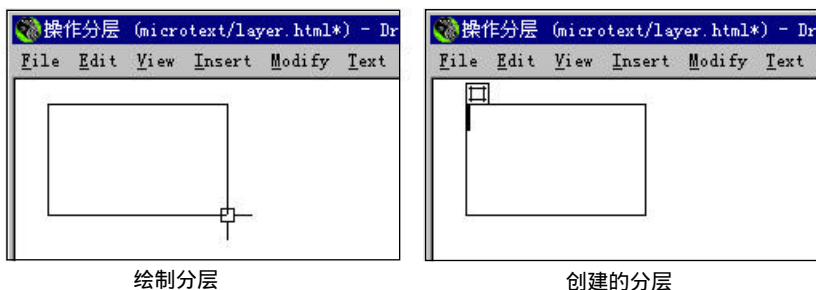 操作分层 (microtext/layer.html*) - Dr
File Edit View Insert Modify Text
操作分层 (microtext/layer.html*) - Dr
File Edit View Insert Modify Text
绘制分层
创建的分层